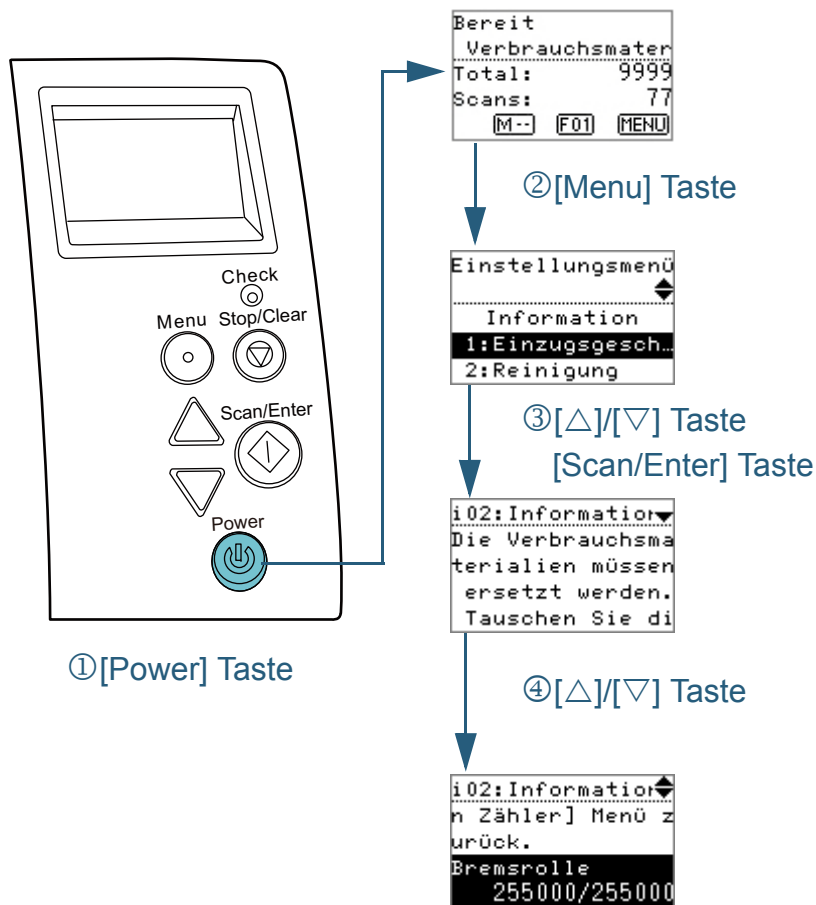 Check
Menu Stop/Clear
Scan/Enter
Power
①[Power] Taste
Bereit
Verbrauchsmater
Total: 9999
Scans: 77
M-- F01 MENU
②[Menu] Taste
Einstellungsmenü
Information
1:Einzugsgesch…
2:Reinigung
③[△]/[▽] Taste
[Scan/Enter] Taste
i02:Information
Die Verbrauchsma
terialien müssen
ersetzt werden.
Tauschen Sie di
④[△]/[▽] Taste
i02:Information
n Zähler] Menü z
urück.
Bremsrolle
255000/255000